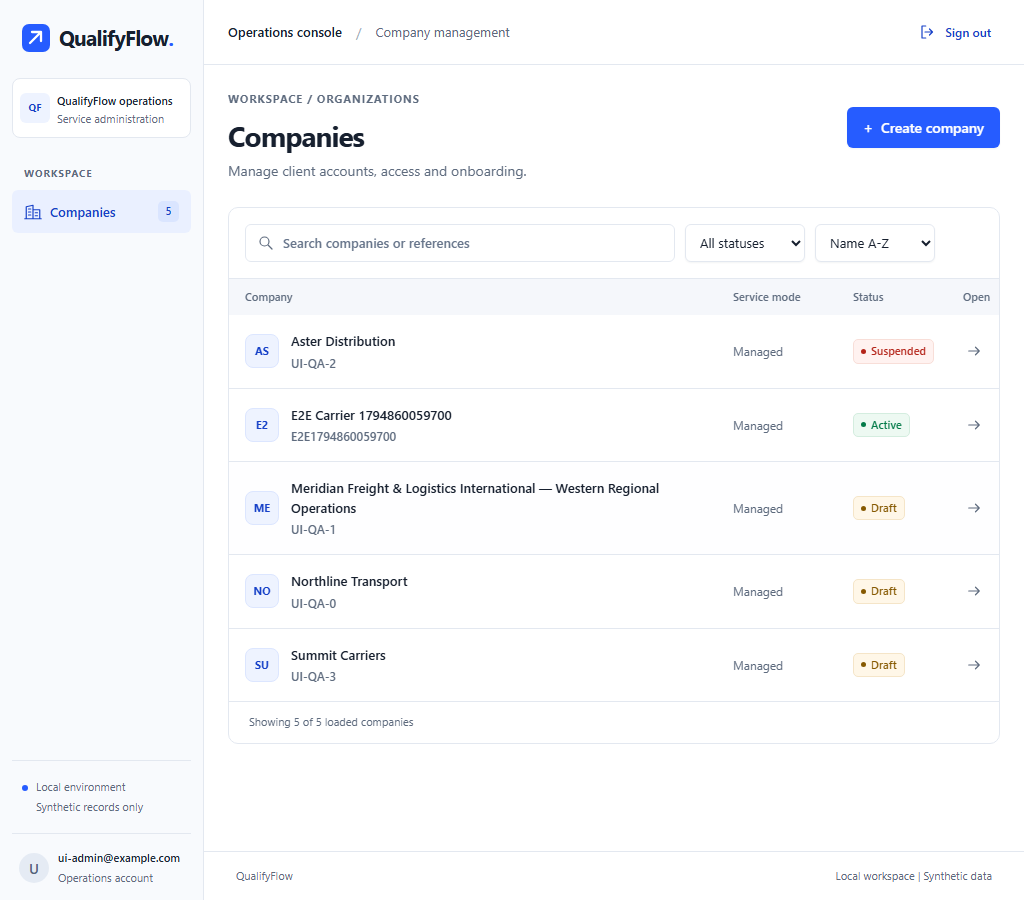 QualifyFlow.
QF
QualifyFlow operations
Service administration
WORKSPACE
Companies 5
Local environment
Synthetic records only
U
ui-admin@example.com
Operations account
Operations console / Company management
Sign out
WORKSPACE / ORGANIZATIONS
Companies
Manage client accounts, access and onboarding.
+ Create company
Search companies or references
All statuses
Name A-Z
Company Service mode Status Open
AS
Aster Distribution
UI-QA-2
Managed
Suspended
E2
E2E Carrier 1794860059700
E2E1794860059700
Managed
Active
ME
Meridian Freight & Logistics International — Western Regional
Operations
UI-QA-1
Managed
Draft
NO
Northline Transport
UI-QA-0
Managed
Draft
SU
Summit Carriers
UI-QA-3
Managed
Draft
Showing 5 of 5 loaded companies
QualifyFlow
Local workspace | Synthetic data